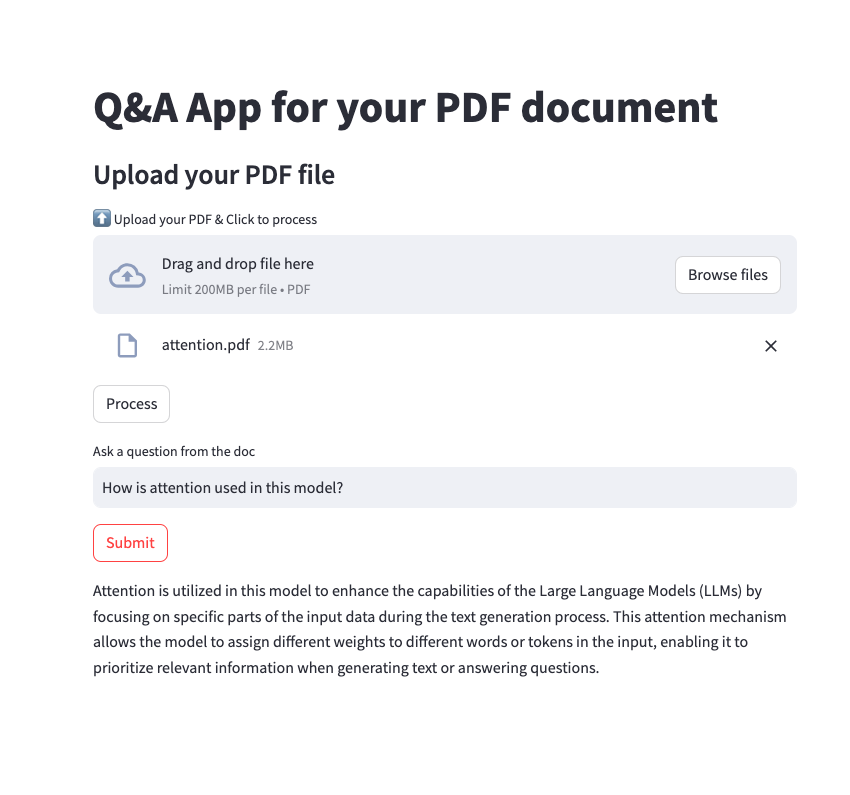 Q&A App for your PDF document
Upload your PDF file
⬆️ Upload your PDF & Click to process
Drag and drop file here
Limit 200MB per file • PDF
Browse files
attention.pdf 2.2MB
Process
Ask a question from the doc
How is attention used in this model?
Submit
Attention is utilized in this model to enhance the capabilities of the Large Language Models (LLMs) by
focusing on specific parts of the input data during the text generation process. This attention mechanism
allows the model to assign different weights to different words or tokens in the input, enabling it to
prioritize relevant information when generating text or answering questions.